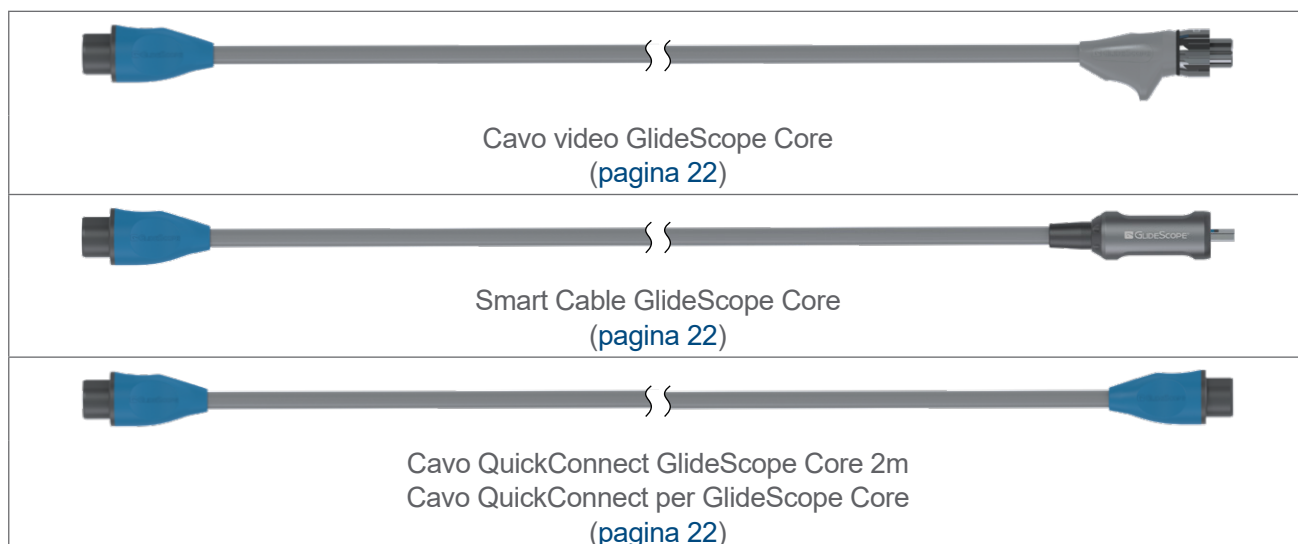 Cavo video GlideScope Core
(pagina 22)
GLIDESCOPE
Smart Cable GlideScope Core
(pagina 22)
Cavo QuickConnect GlideScope Core 2m
Cavo QuickConnect per GlideScope Core
(pagina 22)